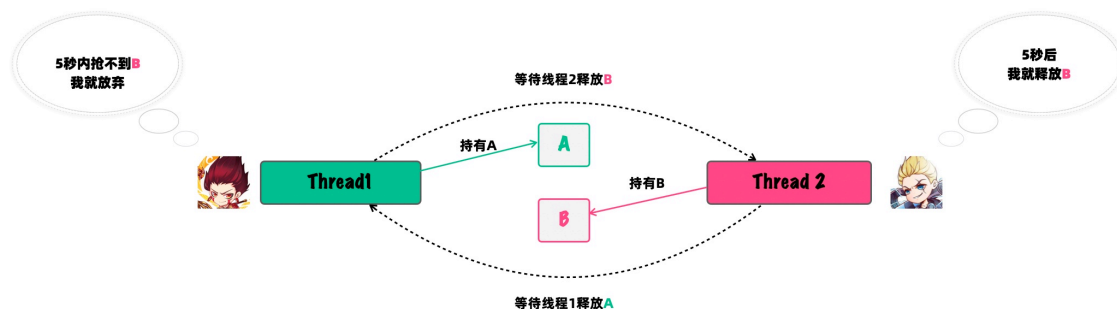 5秒内抢不到B
我就放弃
5秒后
我就释放B
等待线程2释放B
持有A
A
Thread1
持有B
Thread 2
B
等待线程1释放A